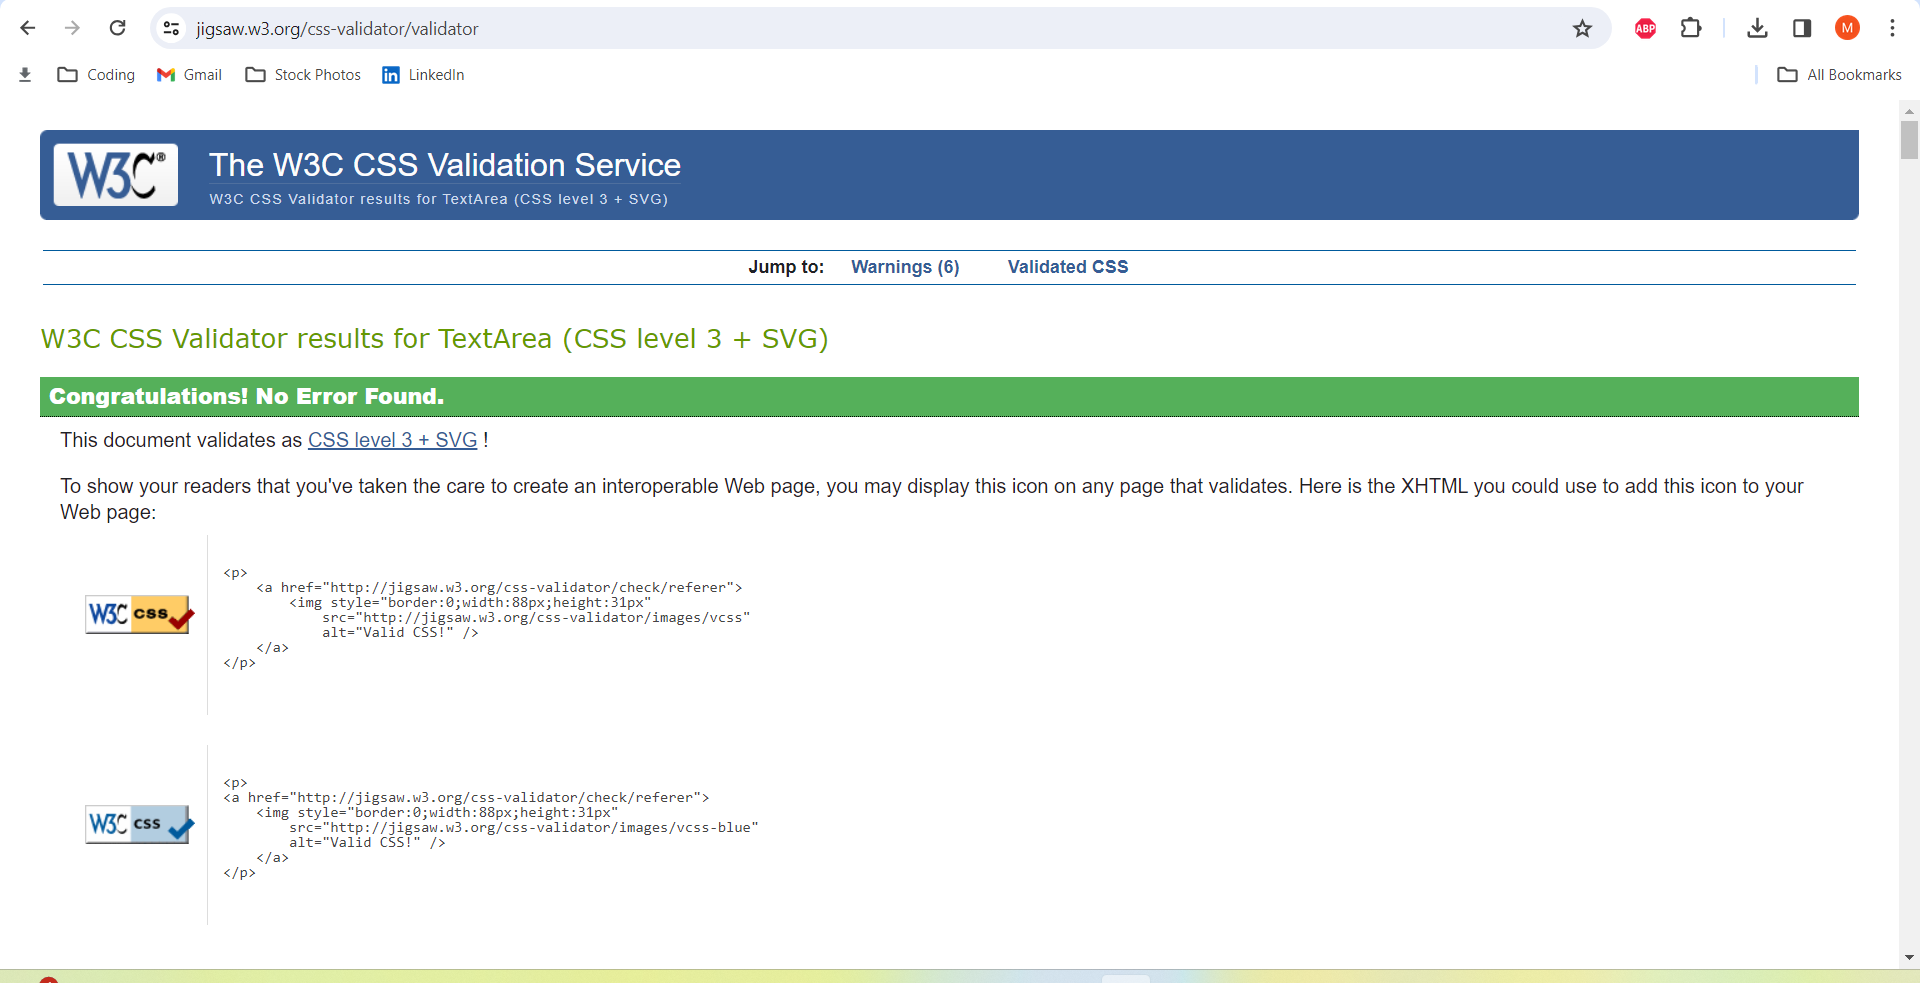 jigsaw.w3.org/css-validator/validator
ABP
M
Coding
Gmail
Stock Photos
LinkedIn
All Bookmarks
W3C®
The W3C CSS Validation Service
W3C CSS Validator results for TextArea (CSS level 3 + SVG)
Jump to: Warnings (6) Validated CSS
W3C CSS Validator results for TextArea (CSS level 3 + SVG)
Congratulations! No Error Found.
This document validates as CSS level 3 + SVG !
To show your readers that you've taken the care to create an interoperable Web page, you may display this icon on any page that validates. Here is the XHTML you could use to add this icon to your
Web page:
W3C css
<p>
<a href="http://jigsaw.w3.org/css-validator/check/referer">
<img style="border:0;width:88px;height:31px"
src="http://jigsaw.w3.org/css-validator/images/vcss"
alt="Valid CSS!" />
</a>
</p>
W3C css
<p>
<a href="http://jigsaw.w3.org/css-validator/check/referer">
<img style="border:0;width:88px;height:31px"
src="http://jigsaw.w3.org/css-validator/images/vcss-blue"
alt="Valid CSS!" />
</a>
</p>